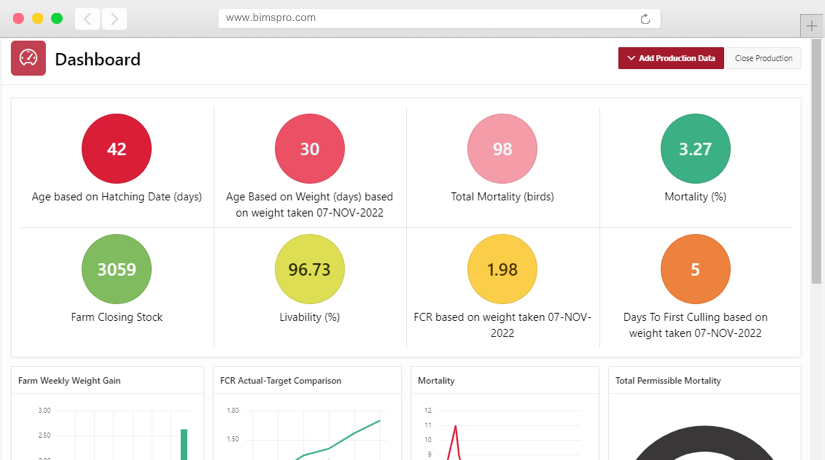 www.bimspro.com
Dashboard
Add Production Data
Close Production
42
30
98
3.27
Age based on Hatching Date (days)
Age Based on Weight (days) based
on weight taken 07-NOV-2022
Total Mortality (birds)
Mortality (%)
3059
96.73
1.98
5
Farm Closing Stock
Livability (%)
FCR based on weight taken 07-NOV-
2022
Days To First Culling based on
weight taken 07-NOV-2022
Farm Weekly Weight Gain
3.00
2.50
FCR Actual-Target Comparison
1.80
1.50
Mortality
12
11
10
9
Total Permissible Mortality